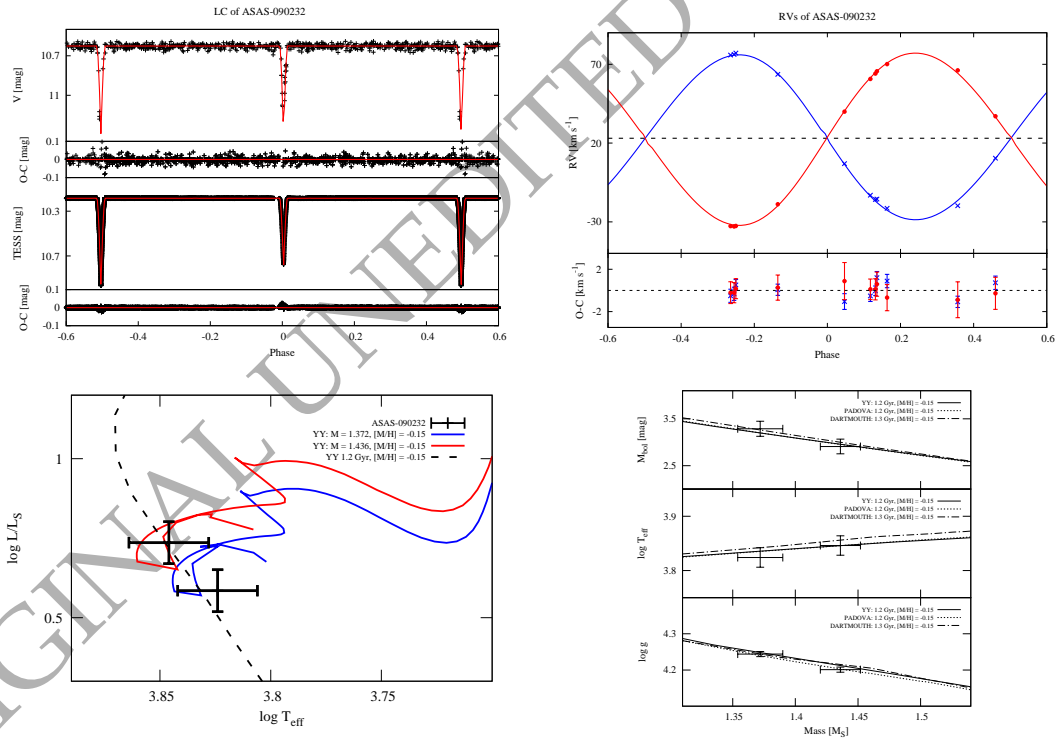 LC of ASAS-090232
V [mag]
10.7
11
O-C [mag]
0.1
0
-0.1
TESS [mag]
10.3
10.7
O-C [mag]
0.1
0
-0.1
-0.6 -0.4 -0.2 0 0.2 0.4 0.6
Phase
RVs of ASAS-090232
RV [km s-1]
70
20
-30
O-C [km s-1]
2
0
-2
-0.6 -0.4 -0.2 0 0.2 0.4 0.6
Phase
ASAS-090232
YY: M = 1.372, [M/H] = -0.15
YY: M = 1.436, [M/H] = -0.15
YY 1.2 Gyr, [M/H] = -0.15
log L/LS
1
0.5
3.85 3.8 3.75
log Teff
YY: 1.2 Gyr, [M/H] = -0.15
PADOVA: 1.2 Gyr, [M/H] = -0.15
DARTMOUTH: 1.3 Gyr, [M/H] = -0.15
Mbol [mag]
3.5
2.5
YY: 1.2 Gyr, [M/H] = -0.15
PADOVA: 1.2 Gyr, [M/H] = -0.15
DARTMOUTH: 1.3 Gyr, [M/H] = -0.15
log Teff
3.9
3.8
YY: 1.2 Gyr, [M/H] = -0.15
PADOVA: 1.2 Gyr, [M/H] = -0.15
DARTMOUTH: 1.3 Gyr, [M/H] = -0.15
log g
4.3
4.2
1.35 1.4 1.45 1.5
Mass [MS]
GINAL UNEDITED